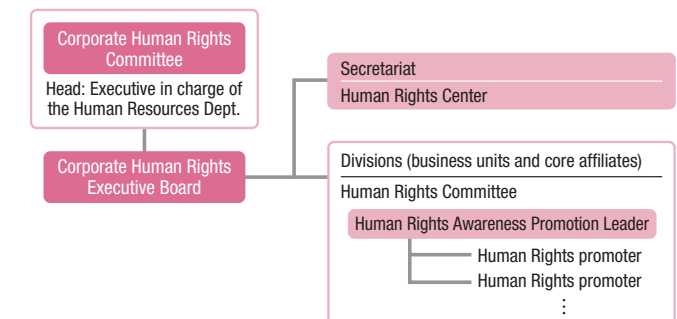 Corporate Human Rights
Committee
Head: Executive in charge of
the Human Resources Dept.
Corporate Human Rights
Executive Board
Secretariat
Human Rights Center
Divisions (business units and core affiliates)
Human Rights Committee
Human Rights Awareness Promotion Leader
Human Rights promoter
Human Rights promoter
⋮